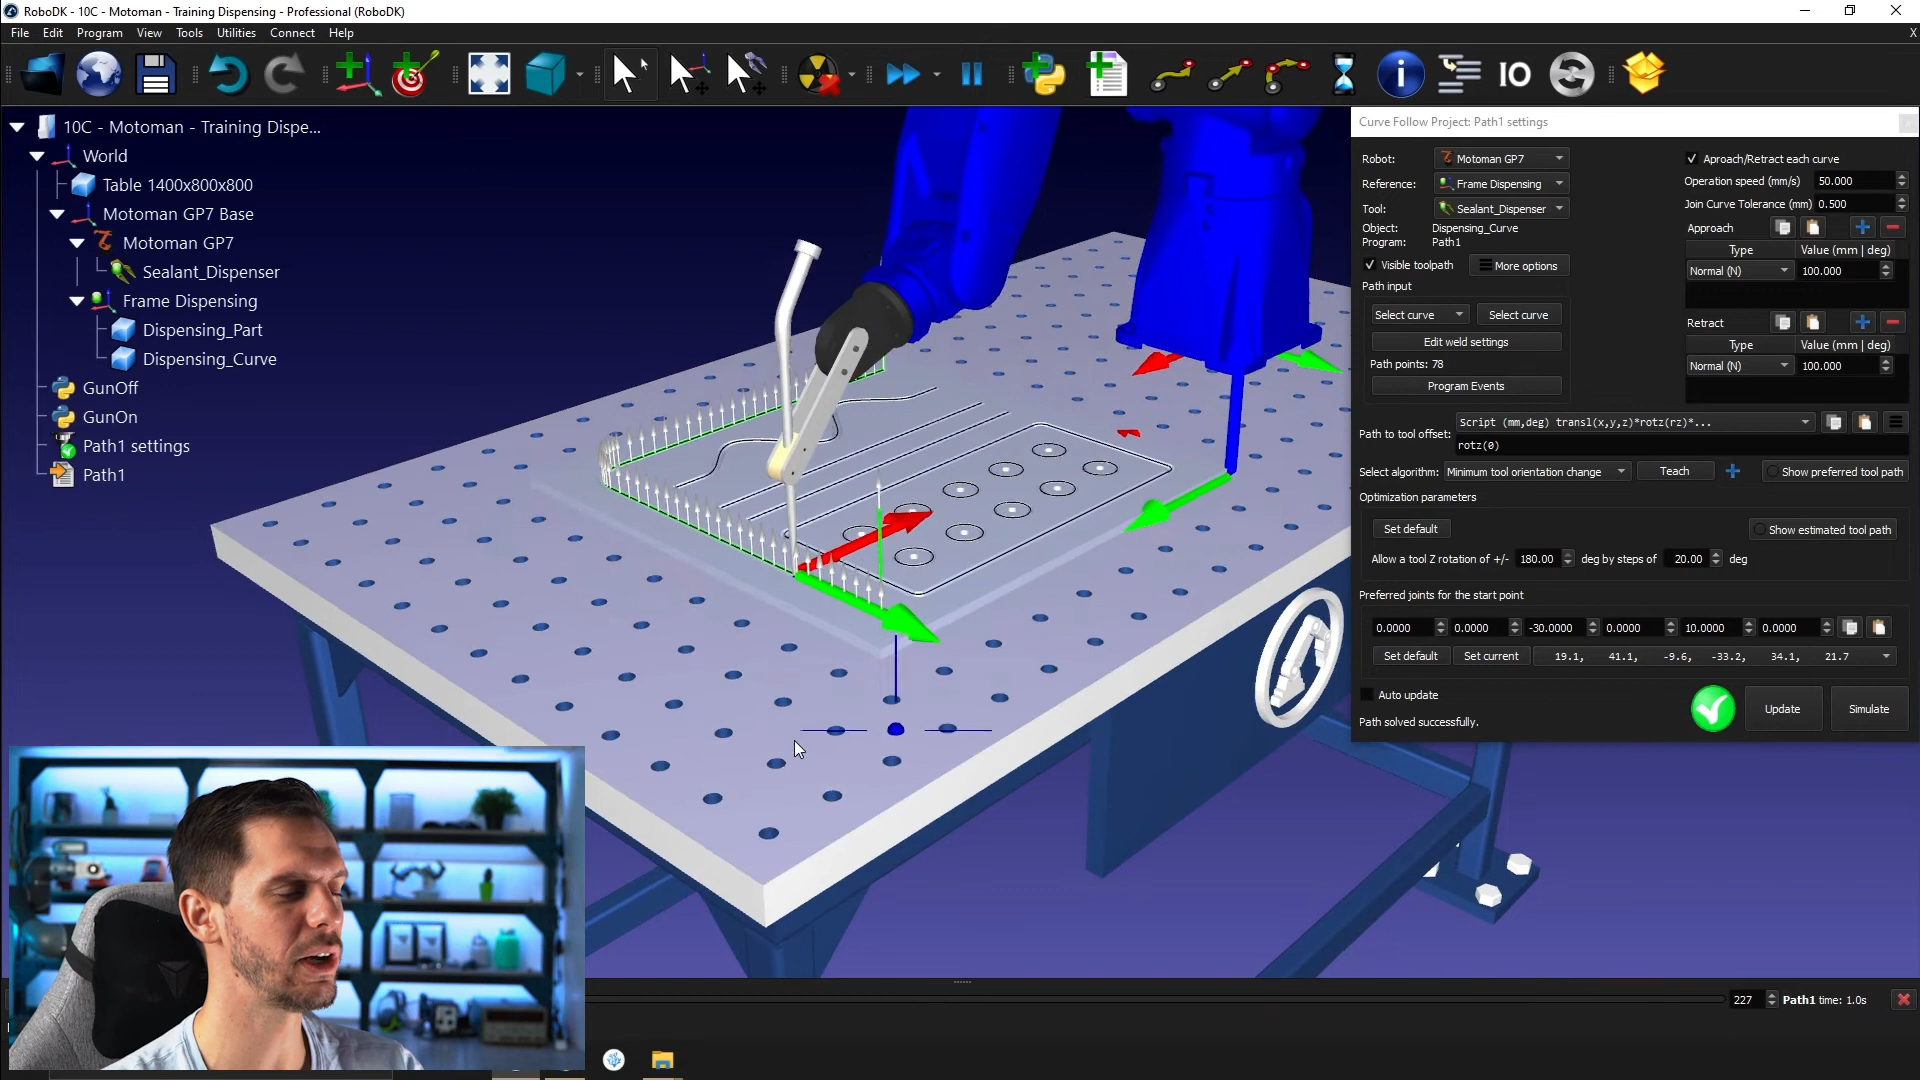 RoboDK - 10C - Motoman - Training Dispensing - Professional (RoboDK)
File Edit Program View Tools Utilities Connect Help X
IO
10C - Motoman - Training Dispe...
World
Table 1400x800x800
Motoman GP7 Base
Motoman GP7
Sealant_Dispenser
Frame Dispensing
Dispensing_Part
Dispensing_Curve
GunOff
GunOn
Path1 settings
Path1
Curve Follow Project: Path1 settings
Robot: Motoman GP7
Reference: Frame Dispensing
Tool: Sealant_Dispenser
Object: Dispensing_Curve
Program: Path1
Visible toolpath More options
Path input
Select curve Select curve
Edit weld settings
Path points: 78
Program Events
Aproach/Retract each curve
Operation speed (mm/s) 50.000
Join Curve Tolerance (mm) 0.500
Approach
Type Value (mm | deg)
Normal (N) 100.000
Retract
Type Value (mm | deg)
Normal (N) 100.000
Path to tool offset: Script (mm,deg) transl(x,y,z)*rotz(rz)*...
rotz(0)
Select algorithm: Minimum tool orientation change Teach Show preferred tool path
Optimization parameters
Set default Show estimated tool path
Allow a tool Z rotation of +/- 180.00 deg by steps of 20.00 deg
Preferred joints for the start point
0.0000 0.0000 -30.0000 0.0000 10.0000 0.0000
Set default Set current 19.1, 41.1, -9.6, -33.2, 34.1, 21.7
Auto update
Path solved successfully.
Update Simulate
227 Path1 time: 1.0s